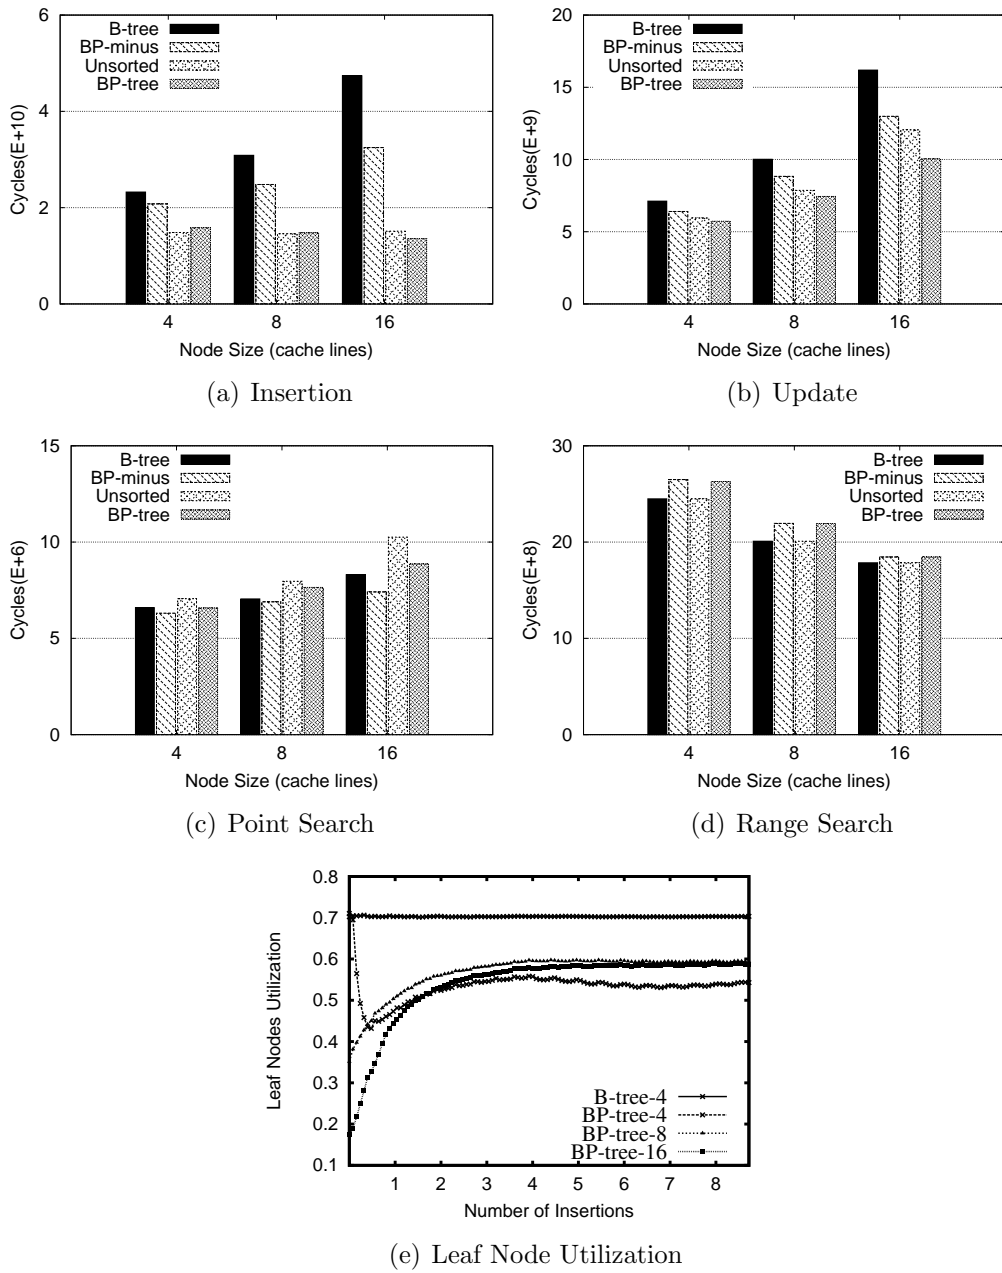 6
4
2
0
Cycles(E+10)
B-tree
BP-minus
Unsorted
BP-tree
4 8 16
Node Size (cache lines)
(a) Insertion
20
15
10
5
0
Cycles(E+9)
B-tree
BP-minus
Unsorted
BP-tree
4 8 16
Node Size (cache lines)
(b) Update
15
10
5
0
Cycles(E+6)
B-tree
BP-minus
Unsorted
BP-tree
4 8 16
Node Size (cache lines)
(c) Point Search
30
20
10
0
Cycles(E+8)
B-tree
BP-minus
Unsorted
BP-tree
4 8 16
Node Size (cache lines)
(d) Range Search
0.8
0.7
0.6
0.5
0.4
0.3
0.2
0.1
Leaf Nodes Utilization
B-tree-4
BP-tree-4
BP-tree-8
BP-tree-16
1 2 3 4 5 6 7 8
Number of Insertions
(e) Leaf Node Utilization